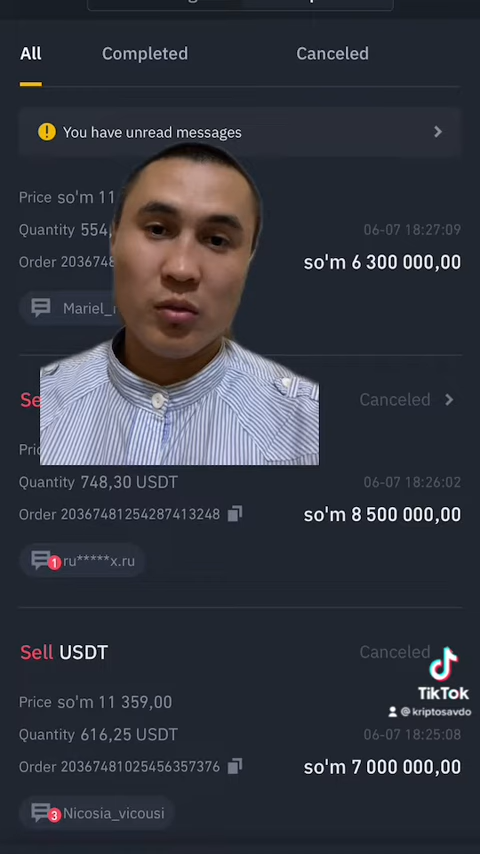 All Completed Canceled
You have unread messages
Price so'm 11
Quantity 554, 06-07 18:27:09
Order 2036748 so'm 6 300 000,00
Mariel_
Se Canceled
Pric
Quantity 748,30 USDT 06-07 18:26:02
Order 20367481254287413248 so'm 8 500 000,00
1 ru*****x.ru
Sell USDT Canceled
TikTok
Price so'm 11 359,00 @kriptosavdo
Quantity 616,25 USDT 06-07 18:25:08
Order 20367481025456357376 so'm 7 000 000,00
3 Nicosia_vicousi